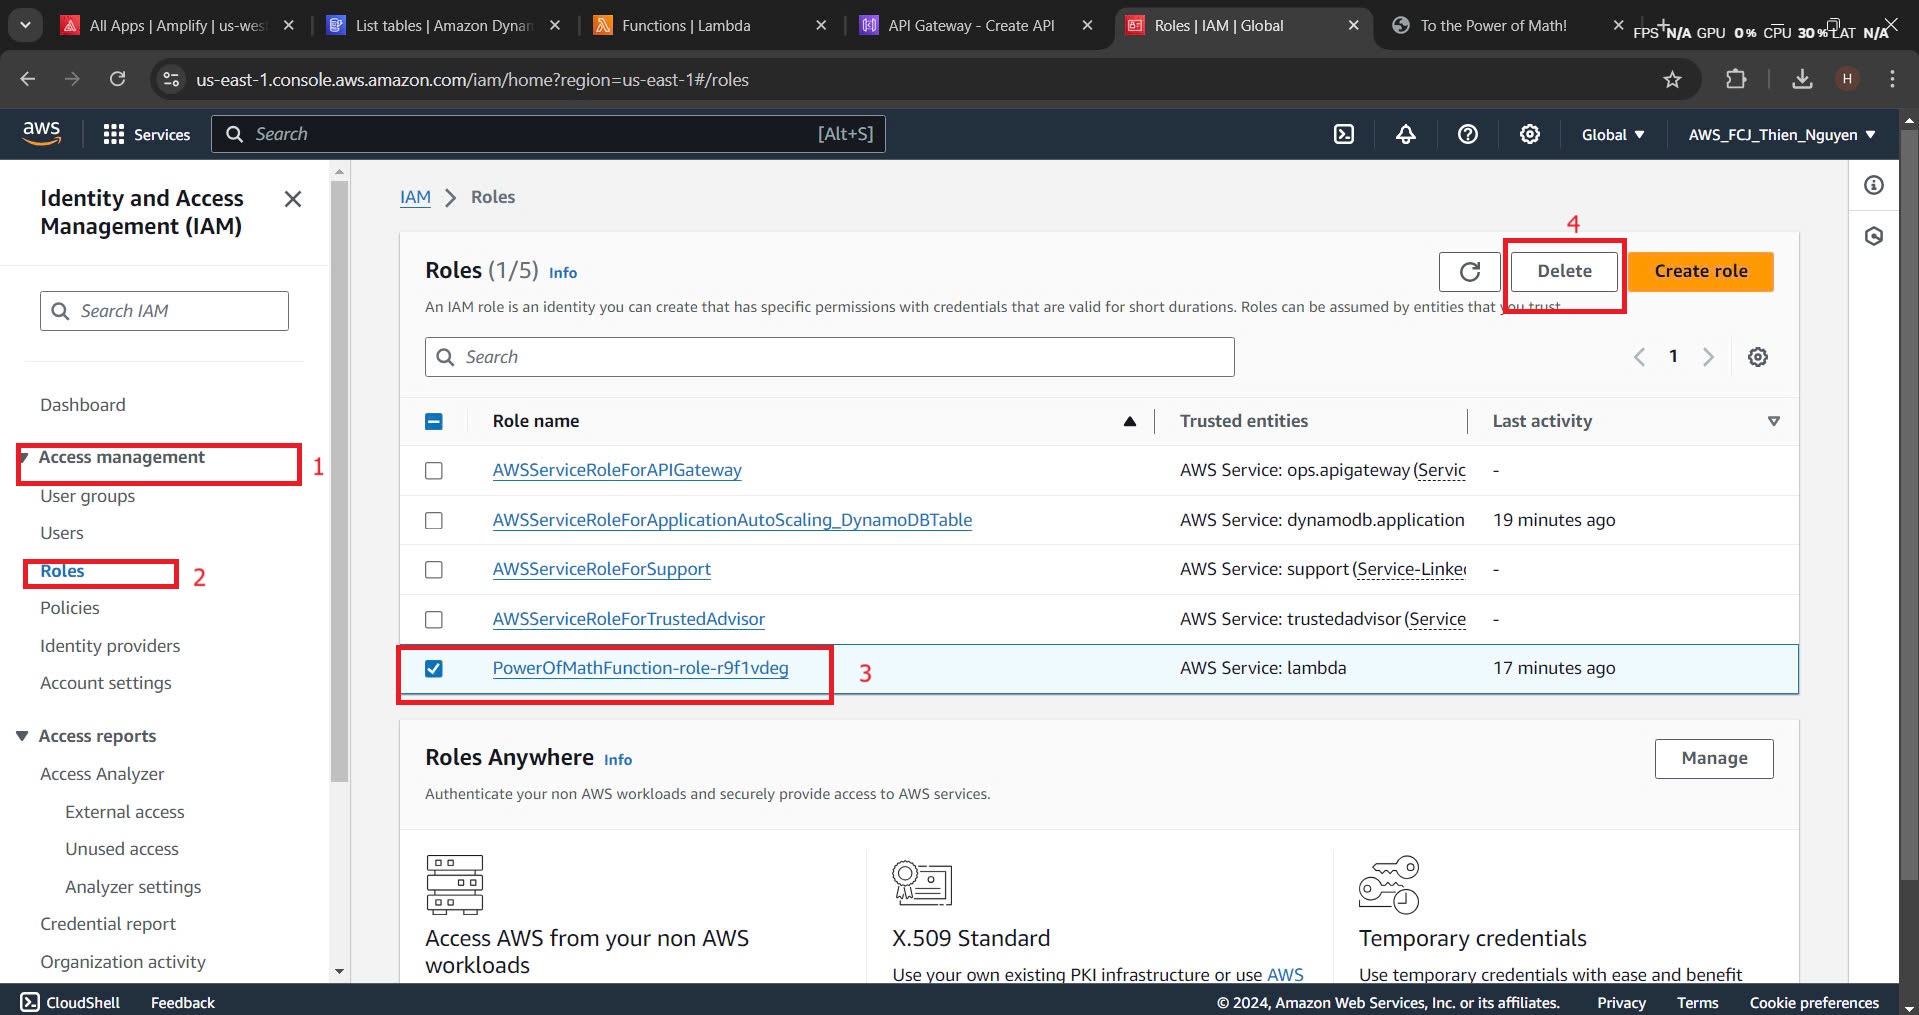 All Apps | Amplify | us-wes
List tables | Amazon Dynan
Functions | Lambda
API Gateway - Create API
Roles | IAM | Global
To the Power of Math!
FPS N/A GPU 0% CPU 30% LAT N/A
us-east-1.console.aws.amazon.com/iam/home?region=us-east-1#/roles
H
aws
Services
Search
[Alt+S]
Global
AWS_FCJ_Thien_Nguyen
Identity and Access
Management (IAM)
Search IAM
Dashboard
Access management
1
User groups
Users
Roles
2
Policies
Identity providers
Account settings
Access reports
Access Analyzer
External access
Unused access
Analyzer settings
Credential report
Organization activity
IAM > Roles
4
Roles (1/5) Info
Delete
Create role
An IAM role is an identity you can create that has specific permissions with credentials that are valid for short durations. Roles can be assumed by entities that you trust.
Search
1
Role name
Trusted entities
Last activity
AWSServiceRoleForAPIGateway
AWS Service: ops.apigateway (Servic
-
AWSServiceRoleForApplicationAutoScaling_DynamoDBTable
AWS Service: dynamodb.application
19 minutes ago
AWSServiceRoleForSupport
AWS Service: support (Service-Linked
-
AWSServiceRoleForTrustedAdvisor
AWS Service: trustedadvisor (Service
-
PowerOfMathFunction-role-r9f1vdeg
3
AWS Service: lambda
17 minutes ago
Roles Anywhere Info
Manage
Authenticate your non AWS workloads and securely provide access to AWS services.
Access AWS from your non AWS
workloads
X.509 Standard
Use your own existing PKI infrastructure or use AWS
Temporary credentials
Use temporary credentials with ease and benefit
CloudShell
Feedback
© 2024, Amazon Web Services, Inc. or its affiliates.
Privacy
Terms
Cookie preferences